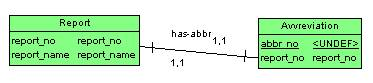 Report
report_no report_no
report_name report_name
has-abbr
1,1
1,1
Avvreviation
abbr_no <UNDEF>
report_no report_no